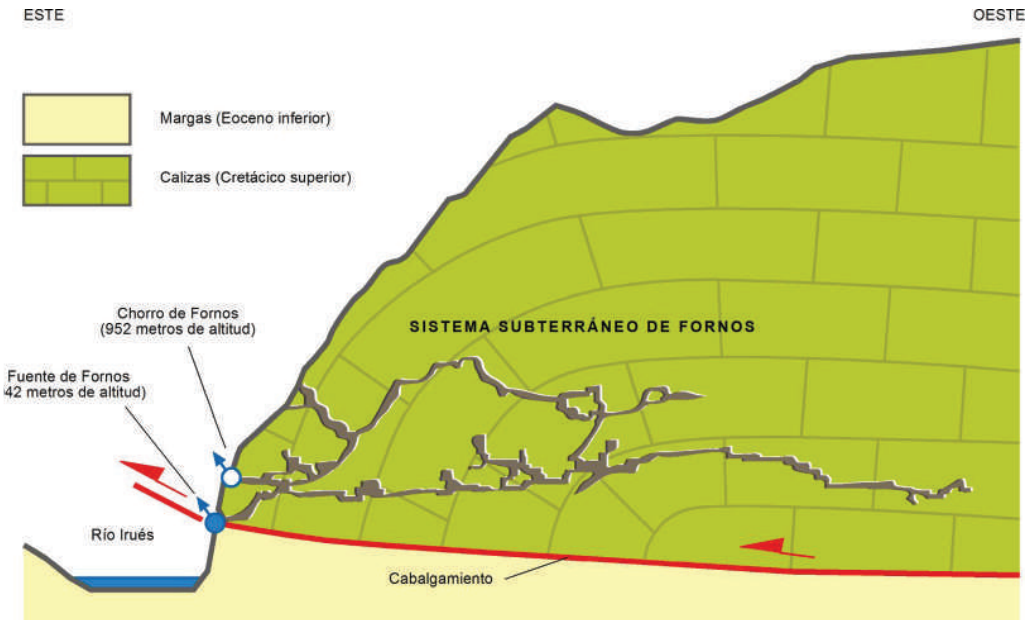 ESTE
OESTE
Margas (Eoceno inferior)
Calizas (Cretácico superior)
Chorro de Fornos
(952 metros de altitud)
SISTEMA SUBTERRÁNEO DE FORNOS
Fuente de Fornos
42 metros de altitud)
Río Irués
Cabalgamiento